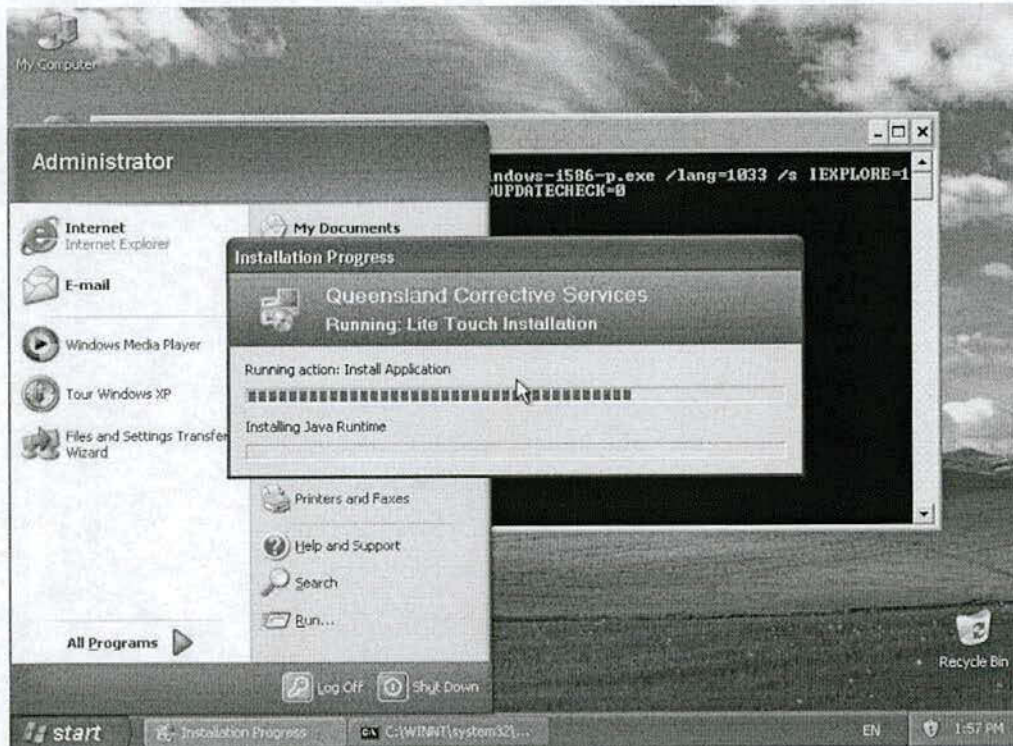 My Computer
Administrator
ndows-i586-p.exe /lang=1033 /s IEXPLORE=1
UPDATECHECK=0
Internet
Internet Explorer
My Documents
E-mail
Installation Progress
Queensland Corrective Services
Running: Lite Touch Installation
Windows Media Player
Running action: Install Application
Tour Windows XP
Installing Java Runtime
Files and Settings Transfer
Wizard
Printers and Faxes
Help and Support
Search
Run...
All Programs
Recycle Bin
Log Off
Shut Down
start
Installation Progress
C:\WINNT\system32\...
EN
1:57 PM